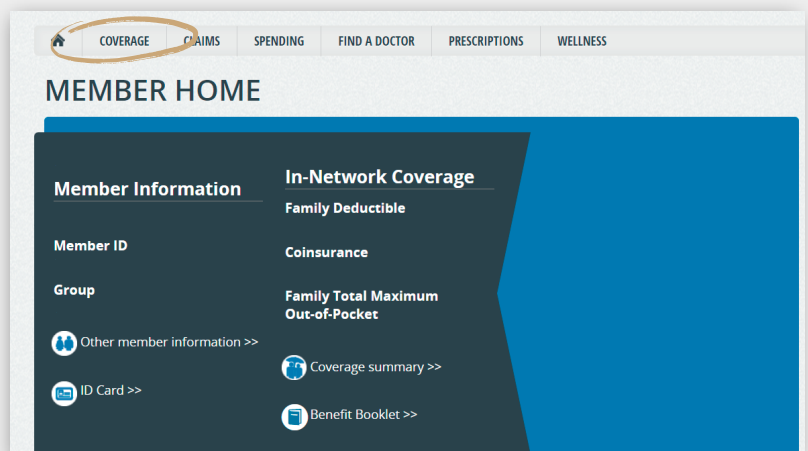 COVERAGE CLAIMS SPENDING FIND A DOCTOR PRESCRIPTIONS WELLNESS
MEMBER HOME
Member Information
Member ID
Group
Other member information >>
ID Card >>
In-Network Coverage
Family Deductible
Coinsurance
Family Total Maximum
Out-of-Pocket
Coverage summary >>
Benefit Booklet >>